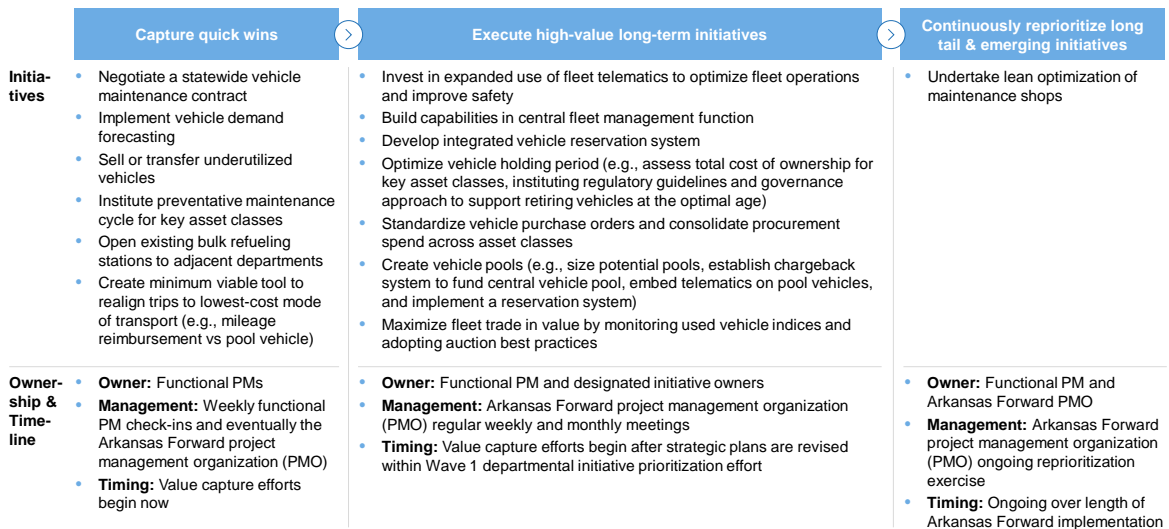 Capture quick wins
Execute high-value long-term initiatives
Continuously reprioritize long
tail & emerging initiatives
Initia-
tives
• Negotiate a statewide vehicle
maintenance contract
• Implement vehicle demand
forecasting
• Sell or transfer underutilized
vehicles
• Institute preventative maintenance
cycle for key asset classes
• Open existing bulk refueling
stations to adjacent departments
• Create minimum viable tool to
realign trips to lowest-cost mode
of transport (e.g., mileage
reimbursement vs pool vehicle)
• Invest in expanded use of fleet telematics to optimize fleet operations
and improve safety
• Build capabilities in central fleet management function
• Develop integrated vehicle reservation system
• Optimize vehicle holding period (e.g., assess total cost of ownership for
key asset classes, instituting regulatory guidelines and governance
approach to support retiring vehicles at the optimal age)
• Standardize vehicle purchase orders and consolidate procurement
spend across asset classes
• Create vehicle pools (e.g., size potential pools, establish chargeback
system to fund central vehicle pool, embed telematics on pool vehicles,
and implement a reservation system)
• Maximize fleet trade in value by monitoring used vehicle indices and
adopting auction best practices
• Undertake lean optimization of
maintenance shops
Owner-
ship &
Time-
line
• Owner: Functional PMs
• Management: Weekly functional
PM check-ins and eventually the
Arkansas Forward project
management organization (PMO)
• Timing: Value capture efforts
begin now
• Owner: Functional PM and designated initiative owners
• Management: Arkansas Forward project management organization
(PMO) regular weekly and monthly meetings
• Timing: Value capture efforts begin after strategic plans are revised
within Wave 1 departmental initiative prioritization effort
• Owner: Functional PM and
Arkansas Forward PMO
• Management: Arkansas Forward
project management organization
(PMO) ongoing reprioritization
exercise
• Timing: Ongoing over length of
Arkansas Forward implementation